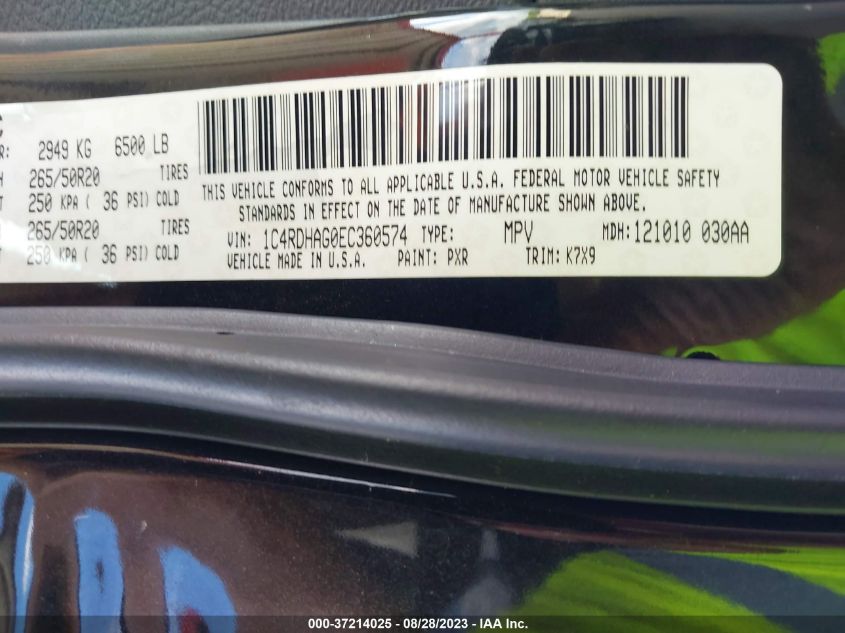 2949 KG 6500 LB
265/50R20 TIRES
250 KPA ( 36 PSI) COLD
265/50R20 TIRES
250 KPA ( 36 PSI) COLD
THIS VEHICLE CONFORMS TO ALL APPLICABLE U.S.A. FEDERAL MOTOR VEHICLE SAFETY
STANDARDS IN EFFECT ON THE DATE OF MANUFACTURE SHOWN ABOVE.
VIN: 1C4RDHAG0EC360574 TYPE: MPV MDH:121010 030AA
VEHICLE MADE IN U.S.A. PAINT: PXR TRIM: K7X9
000-37214025 - 08/28/2023 - IAA Inc.